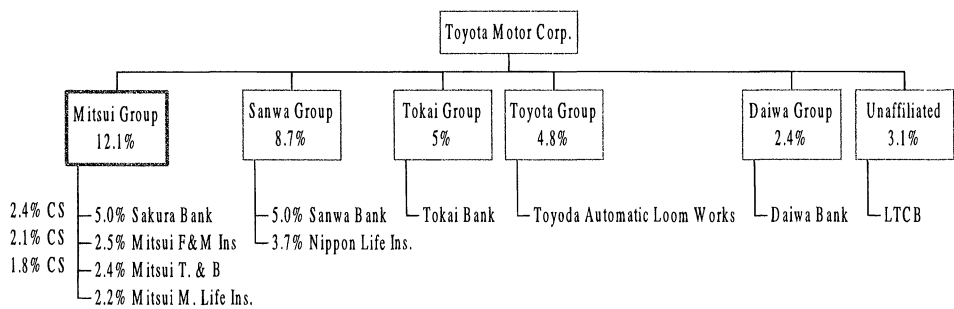 Toyota Motor Corp.
Mitsui Group
12.1%
Sanwa Group
8.7%
Tokai Group
5%
Toyota Group
4.8%
Daiwa Group
2.4%
Unaffiliated
3.1%
2.4% CS
5.0% Sakura Bank
2.1% CS
2.5% Mitsui F&M Ins
1.8% CS
2.4% Mitsui T. & B
2.2% Mitsui M. Life Ins.
5.0% Sanwa Bank
3.7% Nippon Life Ins.
Tokai Bank
Toyoda Automatic Loom Works
Daiwa Bank
LTCB